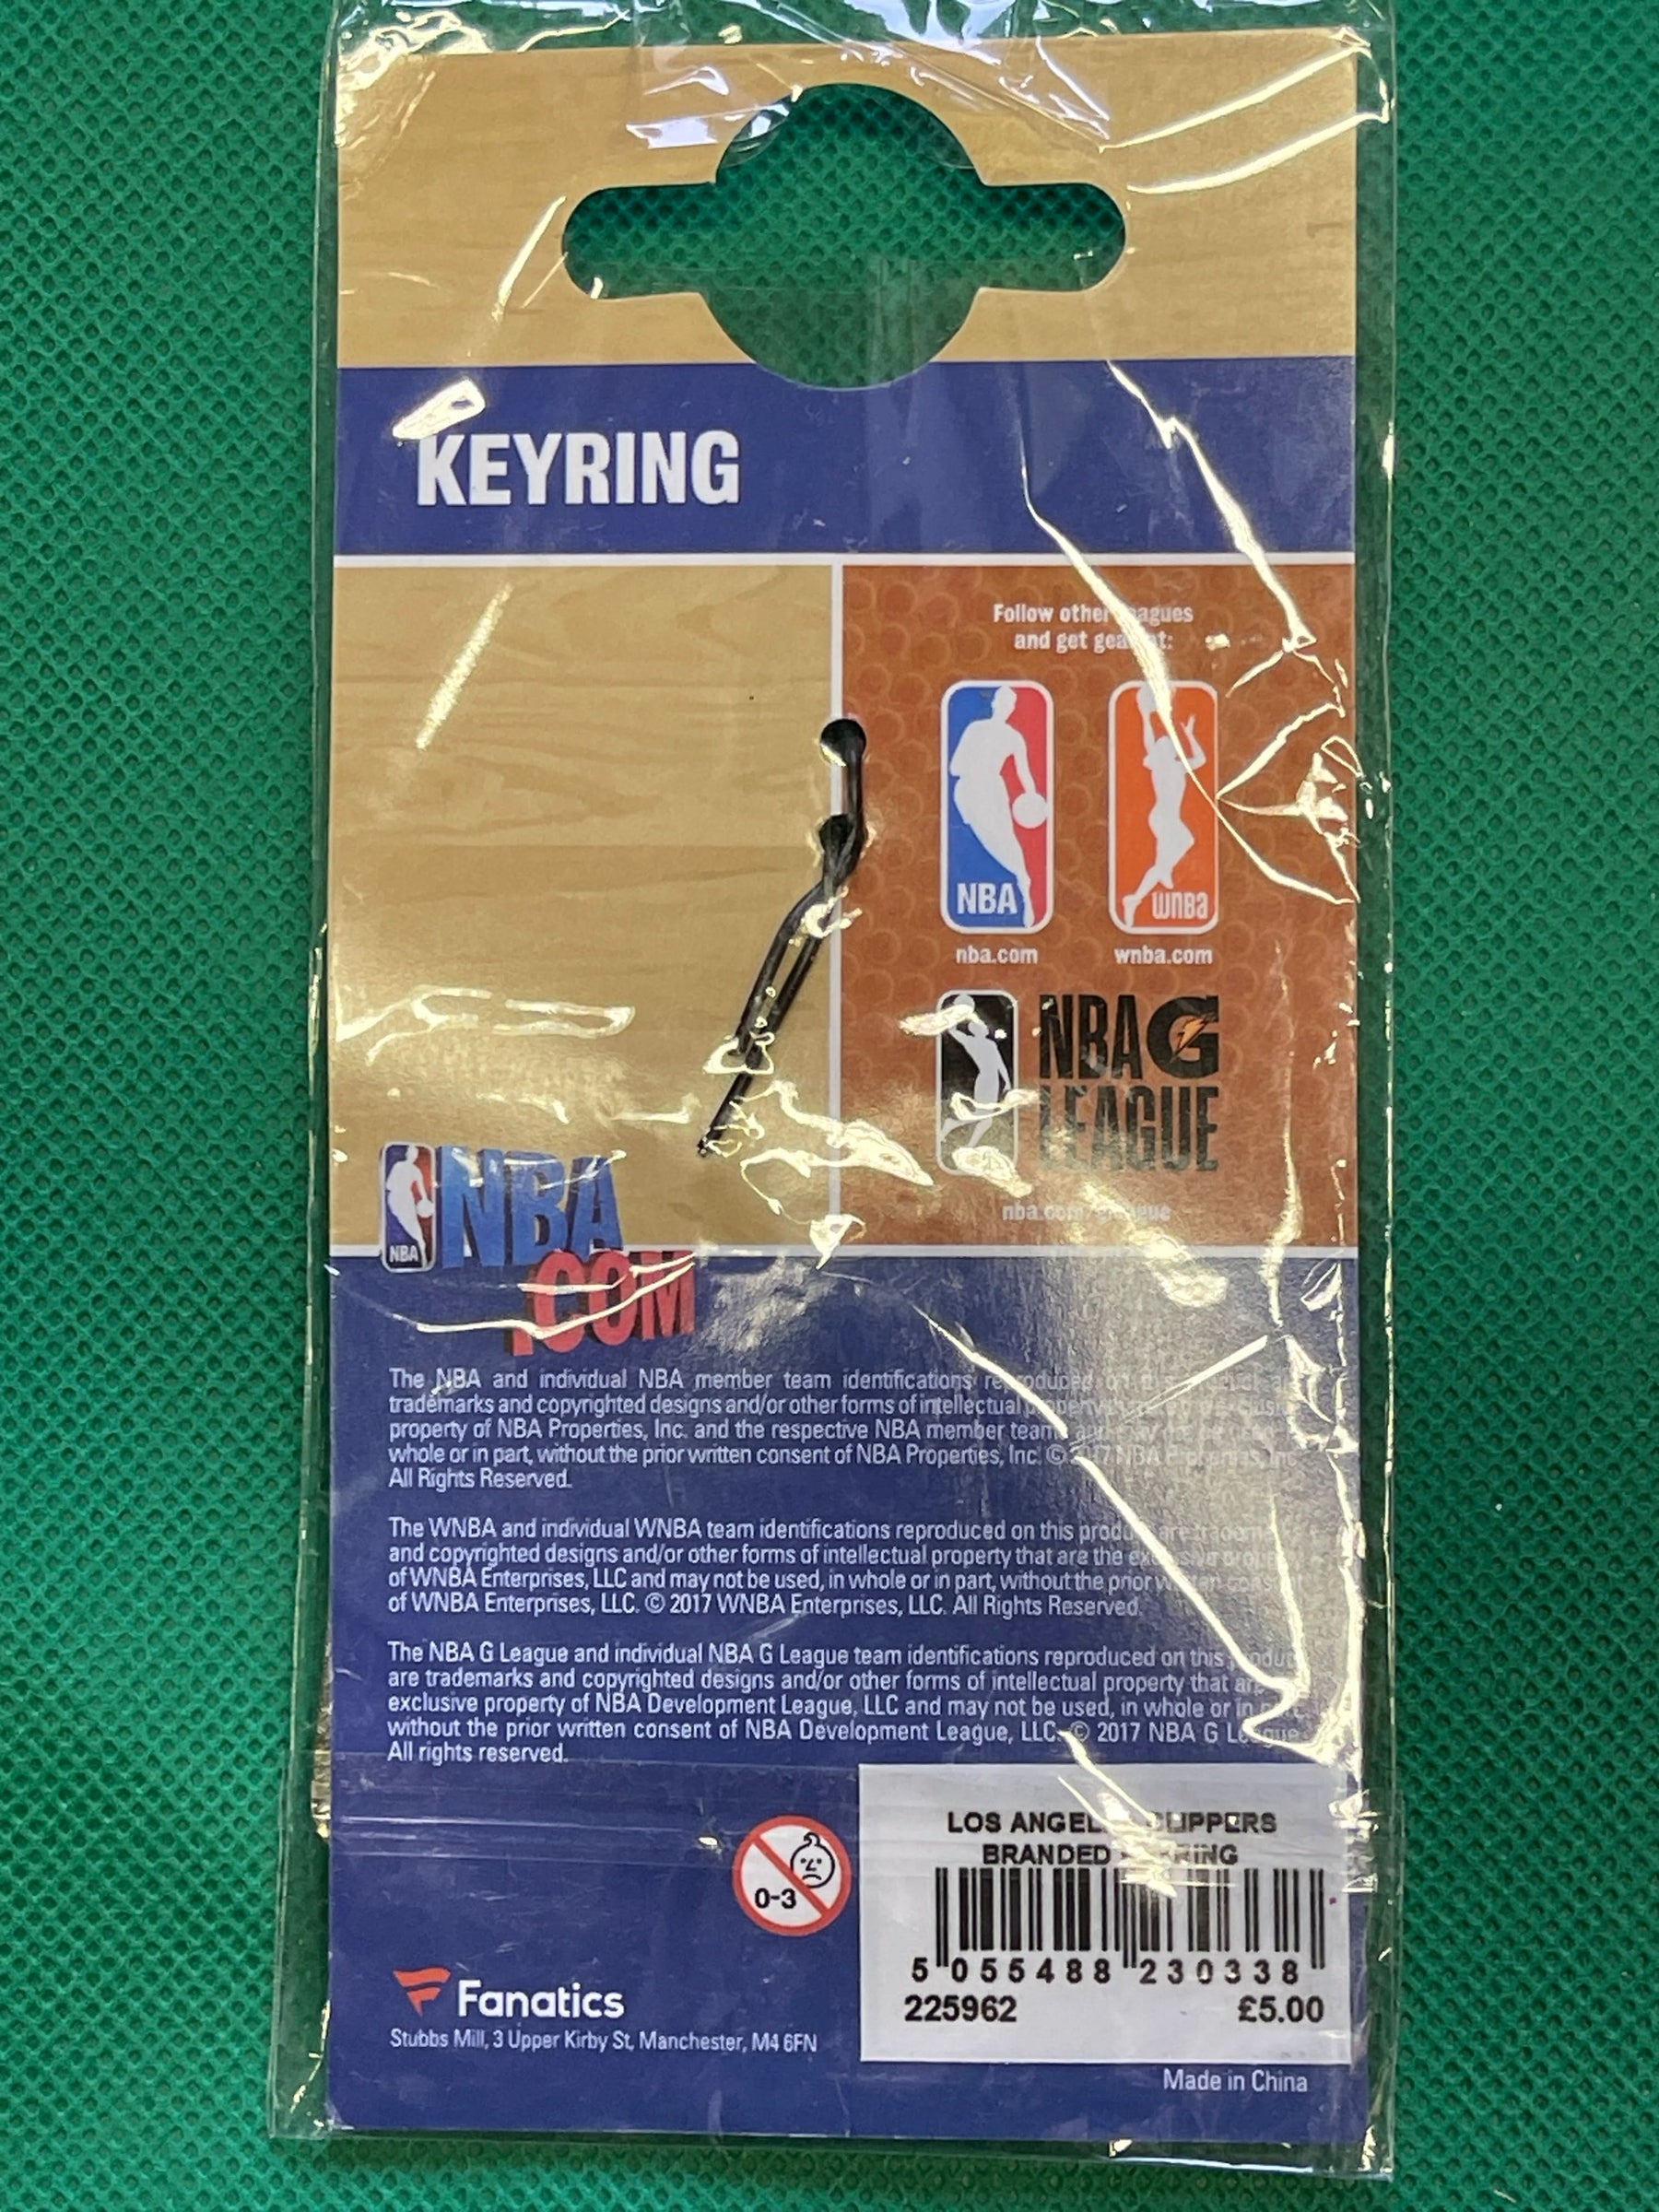 KEYRING
Follow other
and get
NBA
WNBA
nba.com
wnba.com
NBA G
LEAGUE
nba.com
NBA
NBA
.COM
The NBA and individual NBA member team identifications reproduced
trademarks and copyrighted designs and/or other forms of intellectual
property of NBA Properties, Inc. and the respective NBA member
whole or in part, without the prior written consent of NBA Properties, Inc. © NBA
All Rights Reserved.
The WNBA and individual WNBA team identifications reproduced on this are
and copyrighted designs and/or other forms of intellectual property that are the
of WNBA Enterprises, LLC and may not be used, in whole or in part, without the prior
of WNBA Enterprises, LLC. © 2017 WNBA Enterprises, LLC. All Rights Reserved.
The NBA G League and individual NBA G League team identifications reproduced on this
are trademarks and copyrighted designs and/or other forms of intellectual property that
exclusive property of NBA Development League, LLC and may not be used, in whole or in
without the prior written consent of NBA Development League, LLC. © 2017 NBA G League
All rights reserved.
LOS ANGELES CLIPPERS
BRANDED KEYRING
0-3
5 055488 230338
225962 £5.00
Fanatics
Stubbs Mill, 3 Upper Kirby St, Manchester, M4 6FN
Made in China